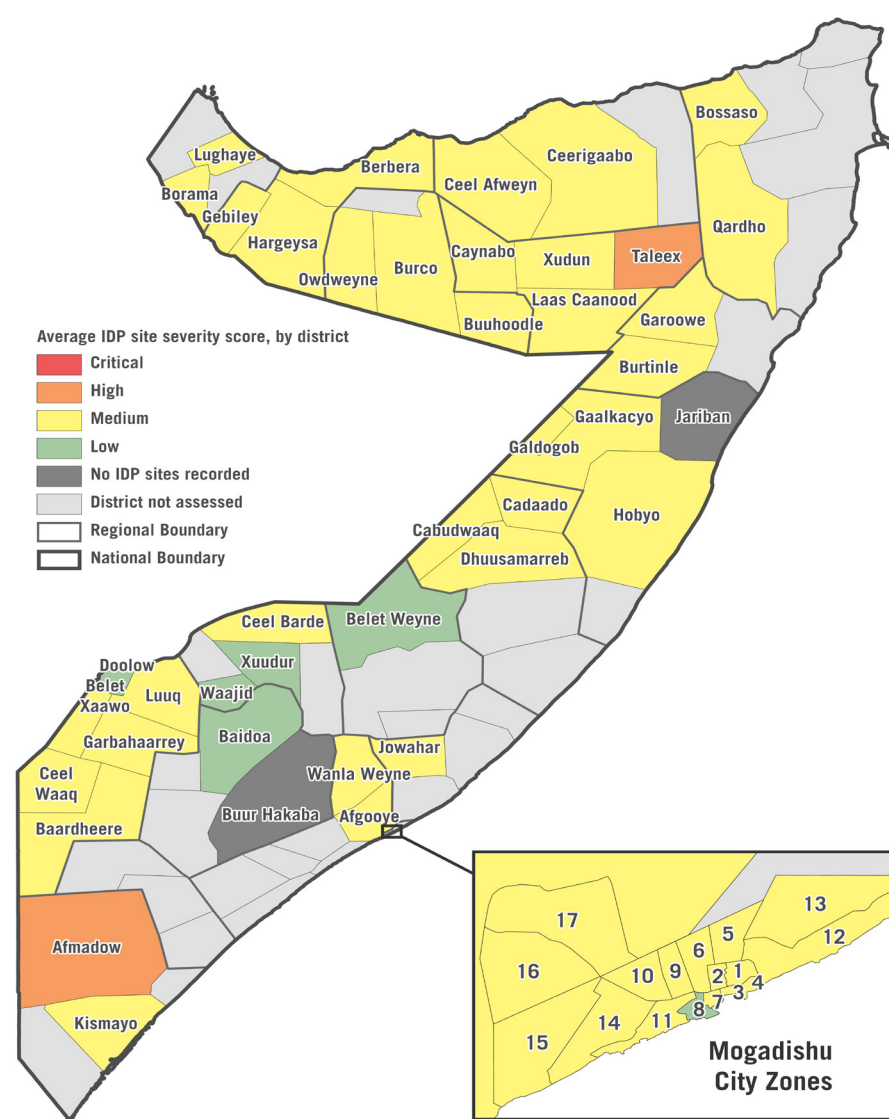 Bossaso
Lughaye
Berbera
Ceerigaabo
Ceel Afweyn
Borama
Gebiley
Qardho
Hargeysa
Caynabo
Xudun
Taleex
Burco
Owdweyne
Laas Caanood
Buuhoodle
Garoowe
Average IDP site severity score, by district
Critical
High
Medium
Low
No IDP sites recorded
District not assessed
Regional Boundary
National Boundary
Burtinle
Gaalkacyo
Jariban
Galdogob
Cadaado
Hobyo
Cabudwaaq
Dhuusamarreb
Ceel Barde
Belet Weyne
Doolow
Xuudur
Belet
Xaawo
Luuq
Waajid
Garbahaarrey
Baidoa
Jowahar
Ceel
Waaq
Wanla Weyne
Buur Hakaba
Afgooye
Baardheere
Afmadow
Kismayo
17
13
5
12
6
16
10
9
2
1
4
3
7
8
11
14
15
Mogadishu
City Zones